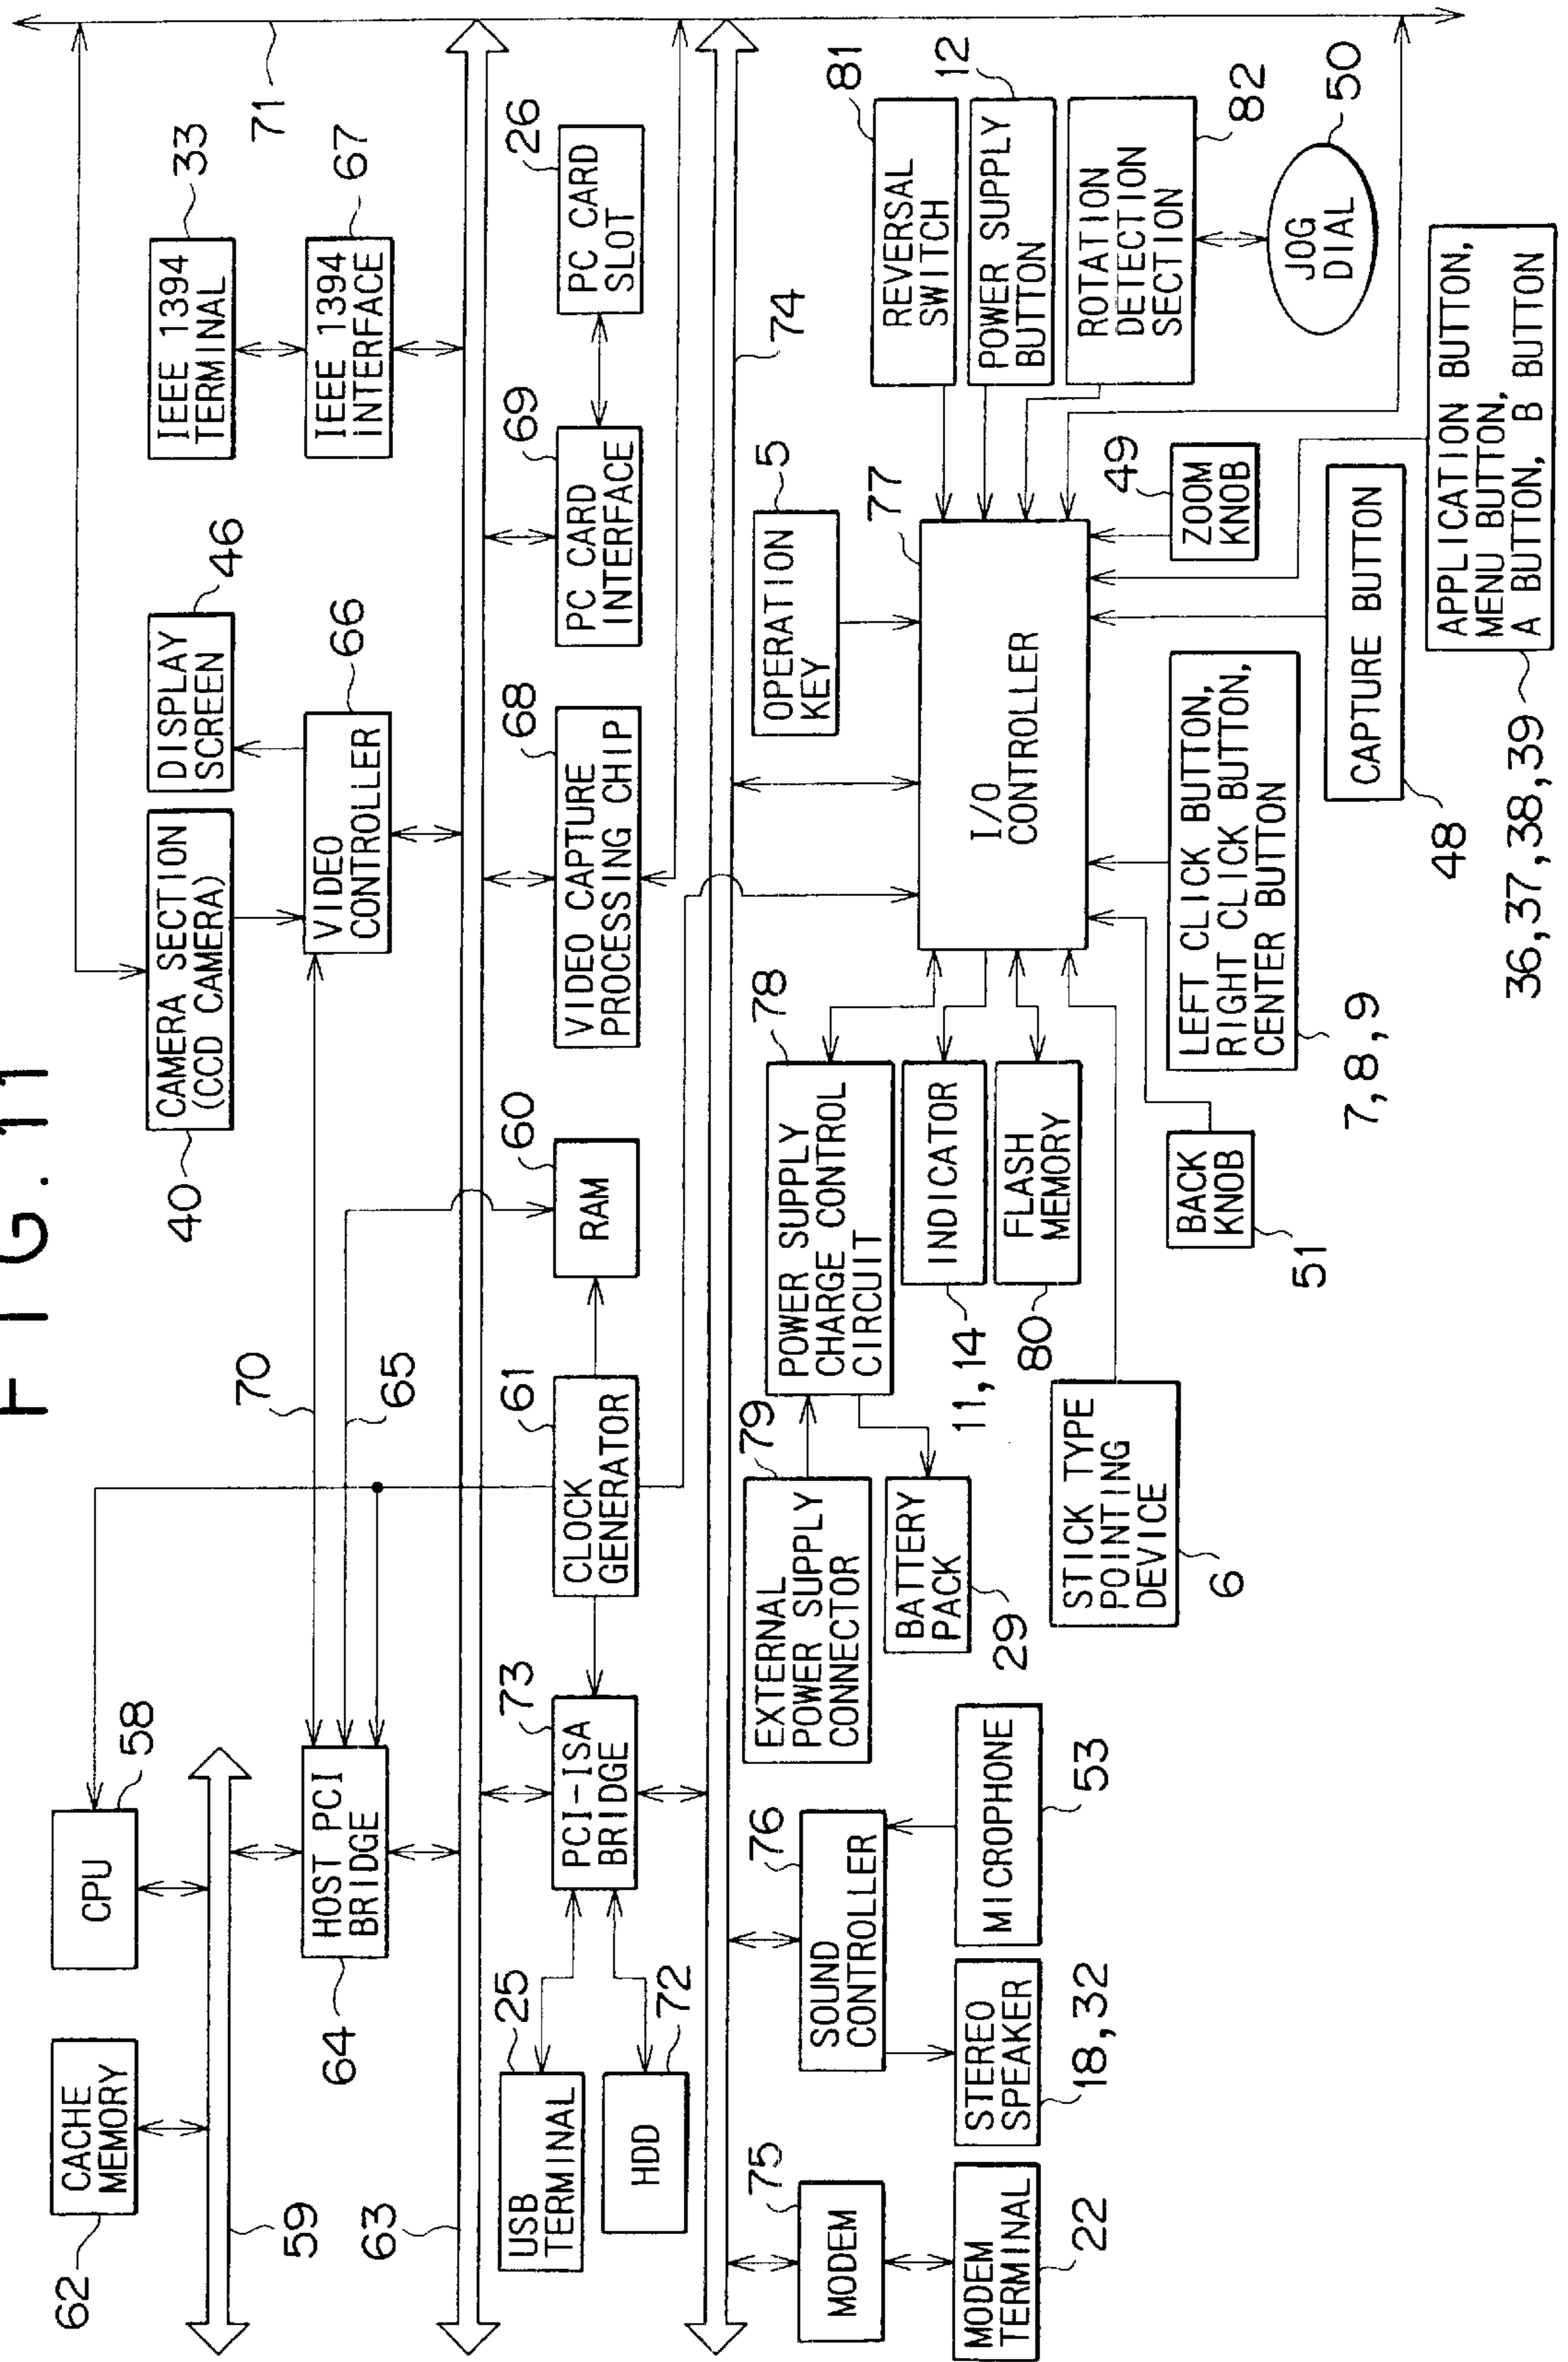 FIG. 11
62
CACHE
MEMORY
CPU
58
59
64
HOST PCI
BRIDGE
70
65
40
CAMERA SECTION
(CCD CAMERA)
DISPLAY
SCREEN
46
VIDEO
CONTROLLER
66
IEEE 1394
TERMINAL
33
IEEE 1394
INTERFACE
67
71
63
USB
TERMINAL
25
HDD
72
PCI-ISA
BRIDGE
73
CLOCK
GENERATOR
61
RAM
60
VIDEO CAPTURE
PROCESSING CHIP
68
PC CARD
INTERFACE
69
PC CARD
SLOT
26
74
MODEM
75
MODEM
TERMINAL
22
SOUND
CONTROLLER
76
STEREO
SPEAKER
18,32
MICROPHONE
53
EXTERNAL
POWER SUPPLY
CONNECTOR
79
BATTERY
PACK
29
POWER SUPPLY
CHARGE CONTROL
CIRCUIT
78
INDICATOR
11,14
FLASH
MEMORY
80
STICK TYPE
POINTING
DEVICE
6
BACK
KNOB
51
OPERATION
KEY
5
I/O
CONTROLLER
77
LEFT CLICK BUTTON,
RIGHT CLICK BUTTON,
CENTER BUTTON
7,8,9
CAPTURE BUTTON
48
ZOOM
KNOB
49
APPLICATION BUTTON,
MENU BUTTON,
A BUTTON, B BUTTON
36,37,38,39
REVERSAL
SWITCH
81
POWER SUPPLY
BUTTON
12
ROTATION
DETECTION
SECTION
82
JOG
DIAL
50